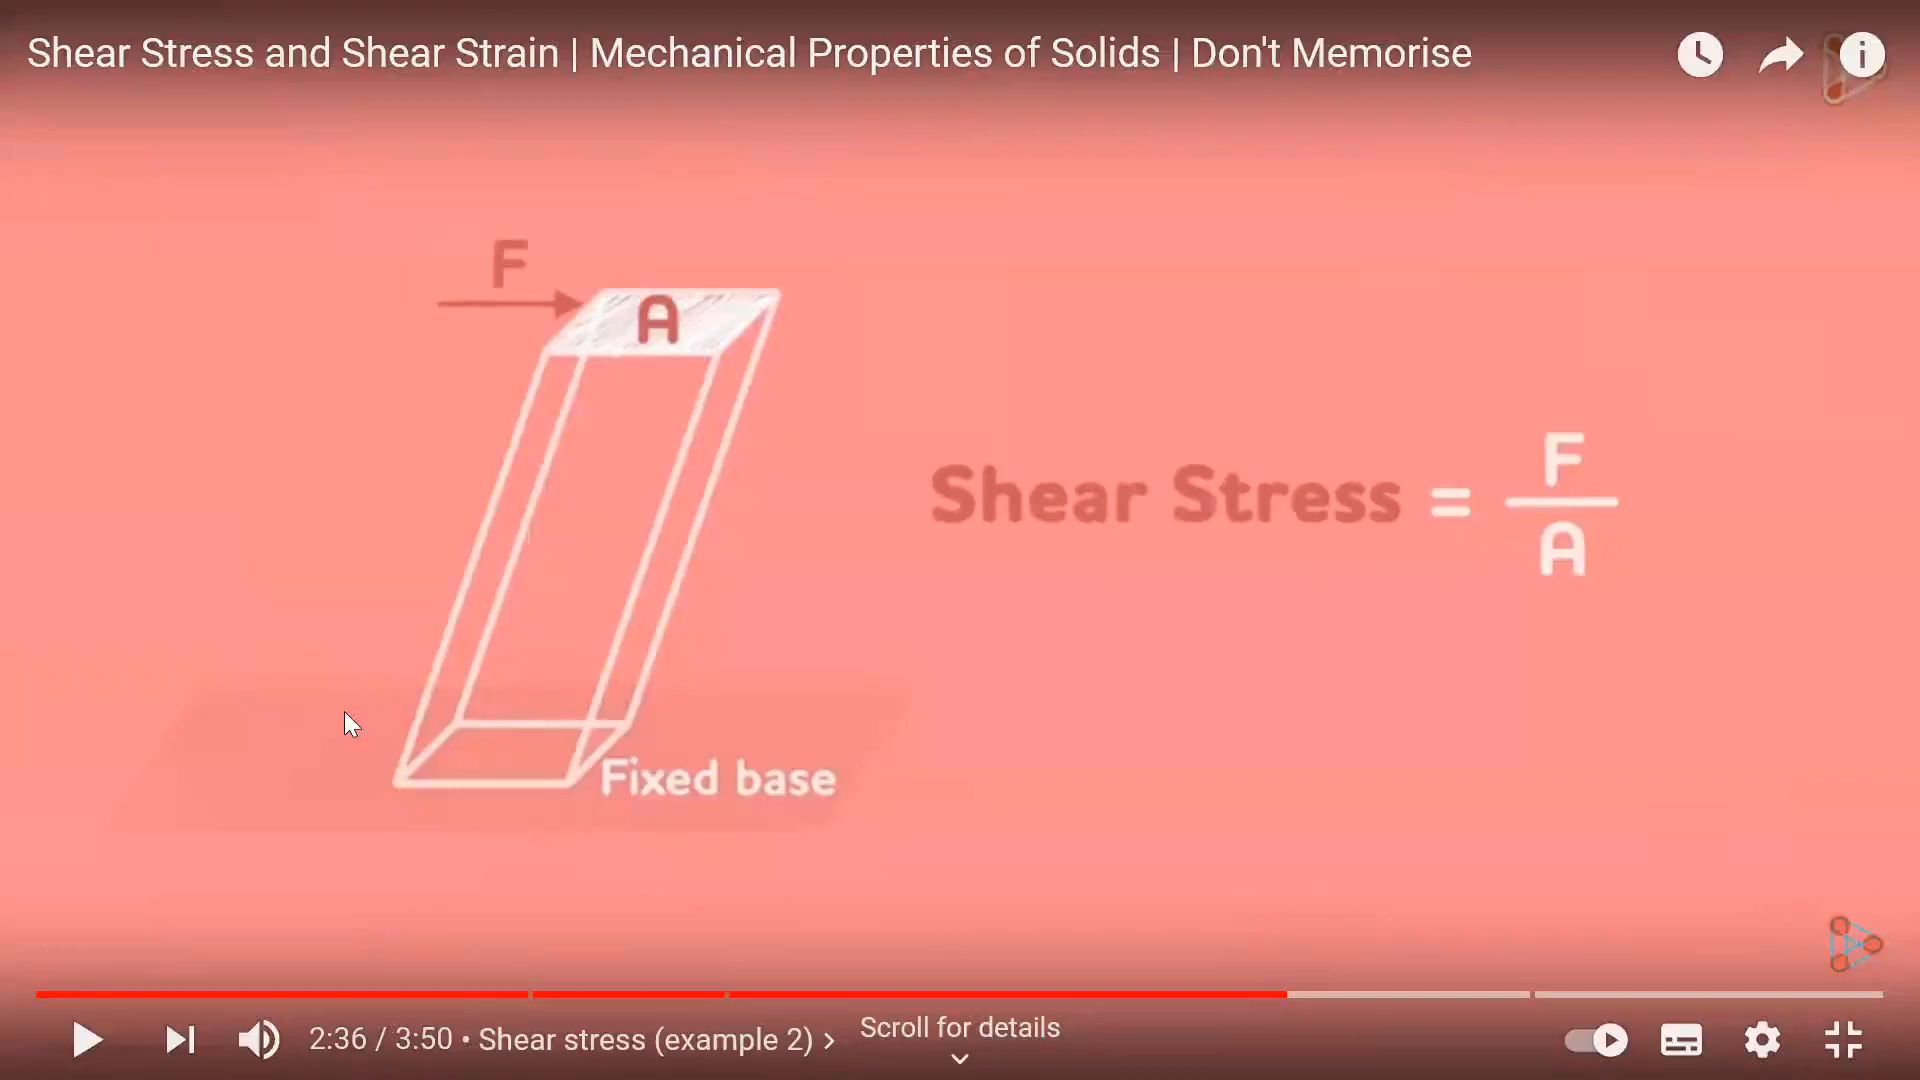 Shear Stress and Shear Strain | Mechanical Properties of Solids | Don't Memorise
F
A
Shear Stress = F
A
Fixed base
2:36 / 3:50 • Shear stress (example 2) ›
Scroll for details